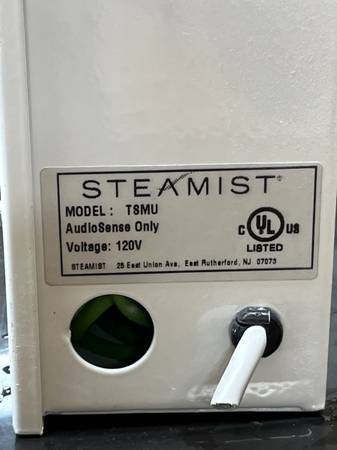 STEAMIST®
MODEL: TSMU
AudioSense Only
Voltage: 120V
C UL US
LISTED
STEAMIST 25 East Union Ave, East Rutherford, NJ 07073